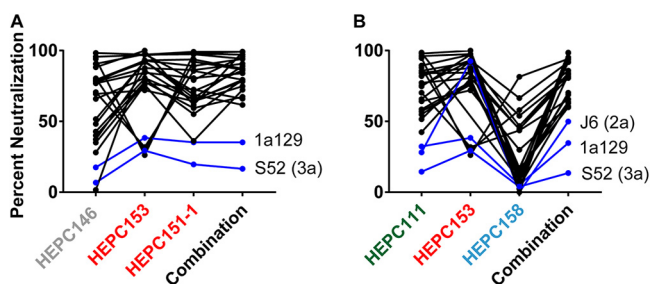 A
Percent Neutralization
100
50
0
1a129
S52 (3a)
HEPC146
HEPC153
HEPC151-1
Combination
B
100
50
0
J6 (2a)
1a129
S52 (3a)
HEPC111
HEPC153
HEPC158
Combination